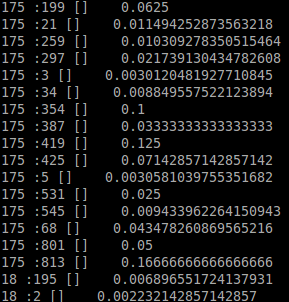 175 :199 []    0.0625
175 :21 []    0.011494252873563218
175 :259 []    0.010309278350515464
175 :297 []    0.021739130434782608
175 :3 []    0.0030120481927710845
175 :34 []    0.008849557522123894
175 :354 []    0.1
175 :387 []    0.03333333333333333
175 :419 []    0.125
175 :425 []    0.07142857142857142
175 :5 []    0.0030581039755351682
175 :531 []    0.025
175 :545 []    0.009433962264150943
175 :68 []    0.043478260869565216
175 :801 []    0.05
175 :813 []    0.16666666666666666
18 :195 []    0.006896551724137931
18 :2 []    0.002232142857142857